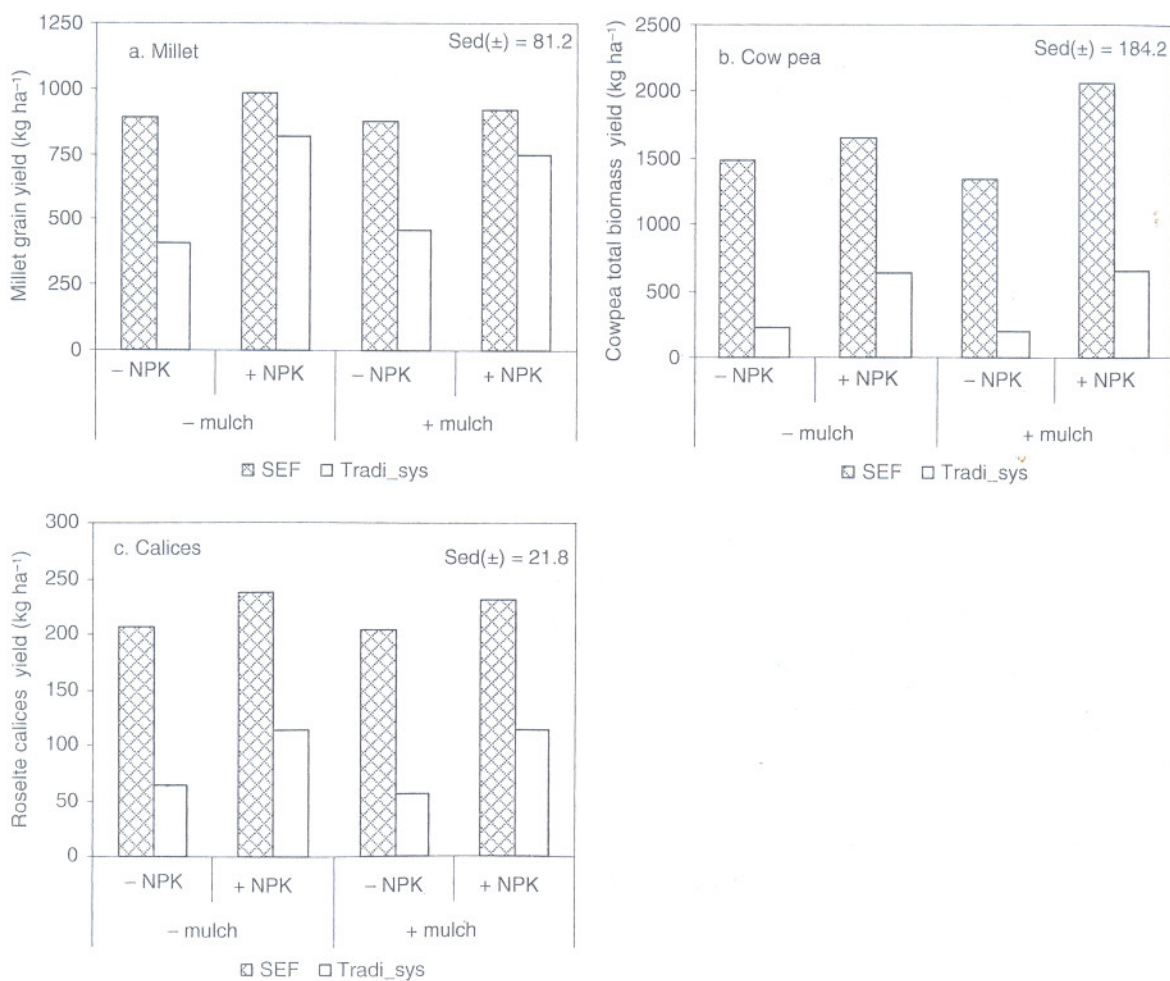 a. Millet
Sed(±) = 81.2
Millet grain yield (kg ha⁻¹)
1250
1000
750
500
250
0
– NPK + NPK – NPK + NPK
– mulch + mulch
SEF Tradi_sys
b. Cow pea
Sed(±) = 184.2
Cowpea total biomass yield (kg ha⁻¹)
2500
2000
1500
1000
500
0
– NPK + NPK – NPK + NPK
– mulch + mulch
SEF Tradi_sys
c. Calices
Sed(±) = 21.8
Roselte calices yield (kg ha⁻¹)
300
250
200
150
100
50
0
– NPK + NPK – NPK + NPK
– mulch + mulch
SEF Tradi_sys